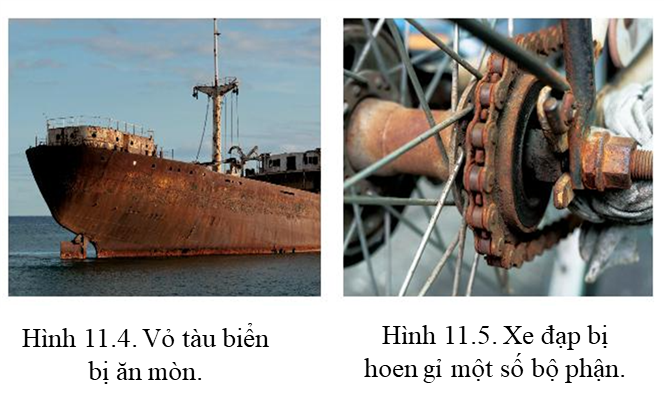 Hình 11.4. Vỏ tàu biển
bị ăn mòn.
Hình 11.5. Xe đạp bị
hoen gỉ một số bộ phận.